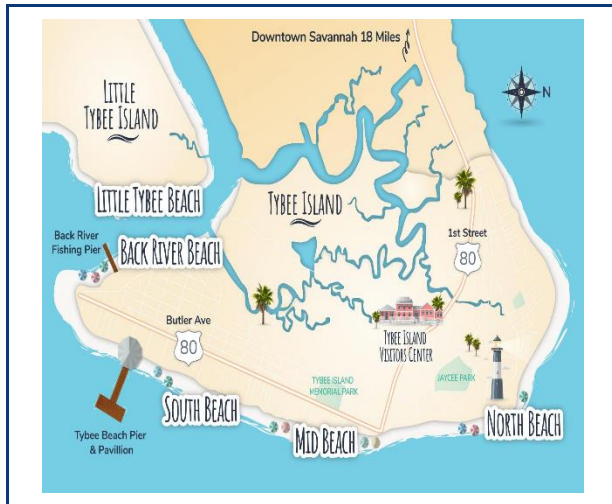 Downtown Savannah 18 Miles
N
LITTLE
TYBEE ISLAND
LITTLE TYBEE BEACH
TYBEE ISLAND
Back River
Fishing Pier
BACK RIVER BEACH
1st Street
80
Butler Ave
80
TYBEE ISLAND
VISITORS CENTER
TYBEE ISLAND
MEMORIAL PARK
JAYCEE PARK
SOUTH BEACH
MID BEACH
NORTH BEACH
Tybee Beach Pier
& Pavillion